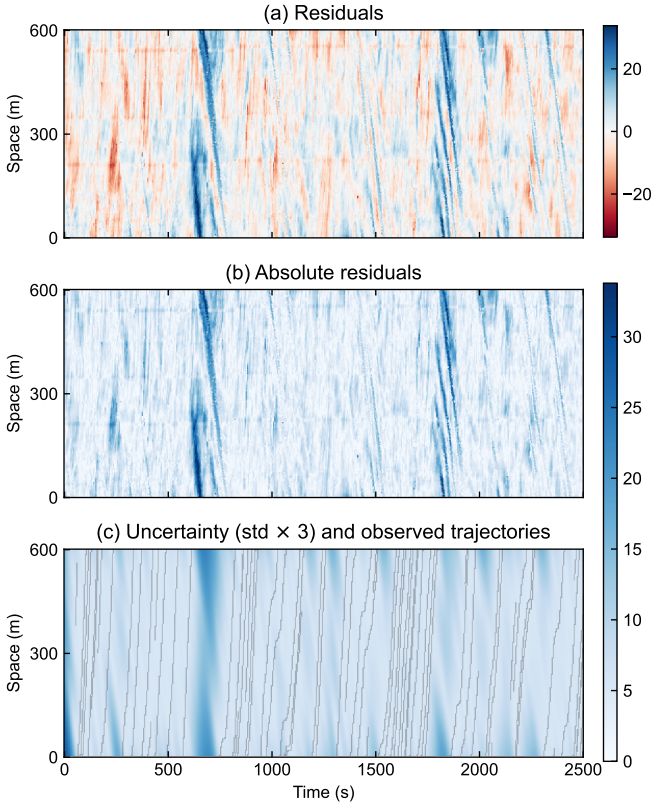 (a) Residuals
600
300
0
Space (m)
20
0
−20
(b) Absolute residuals
600
300
0
Space (m)
(c) Uncertainty (std × 3) and observed trajectories
600
300
0
Space (m)
0 500 1000 1500 2000 2500
Time (s)
30
25
20
15
10
5
0